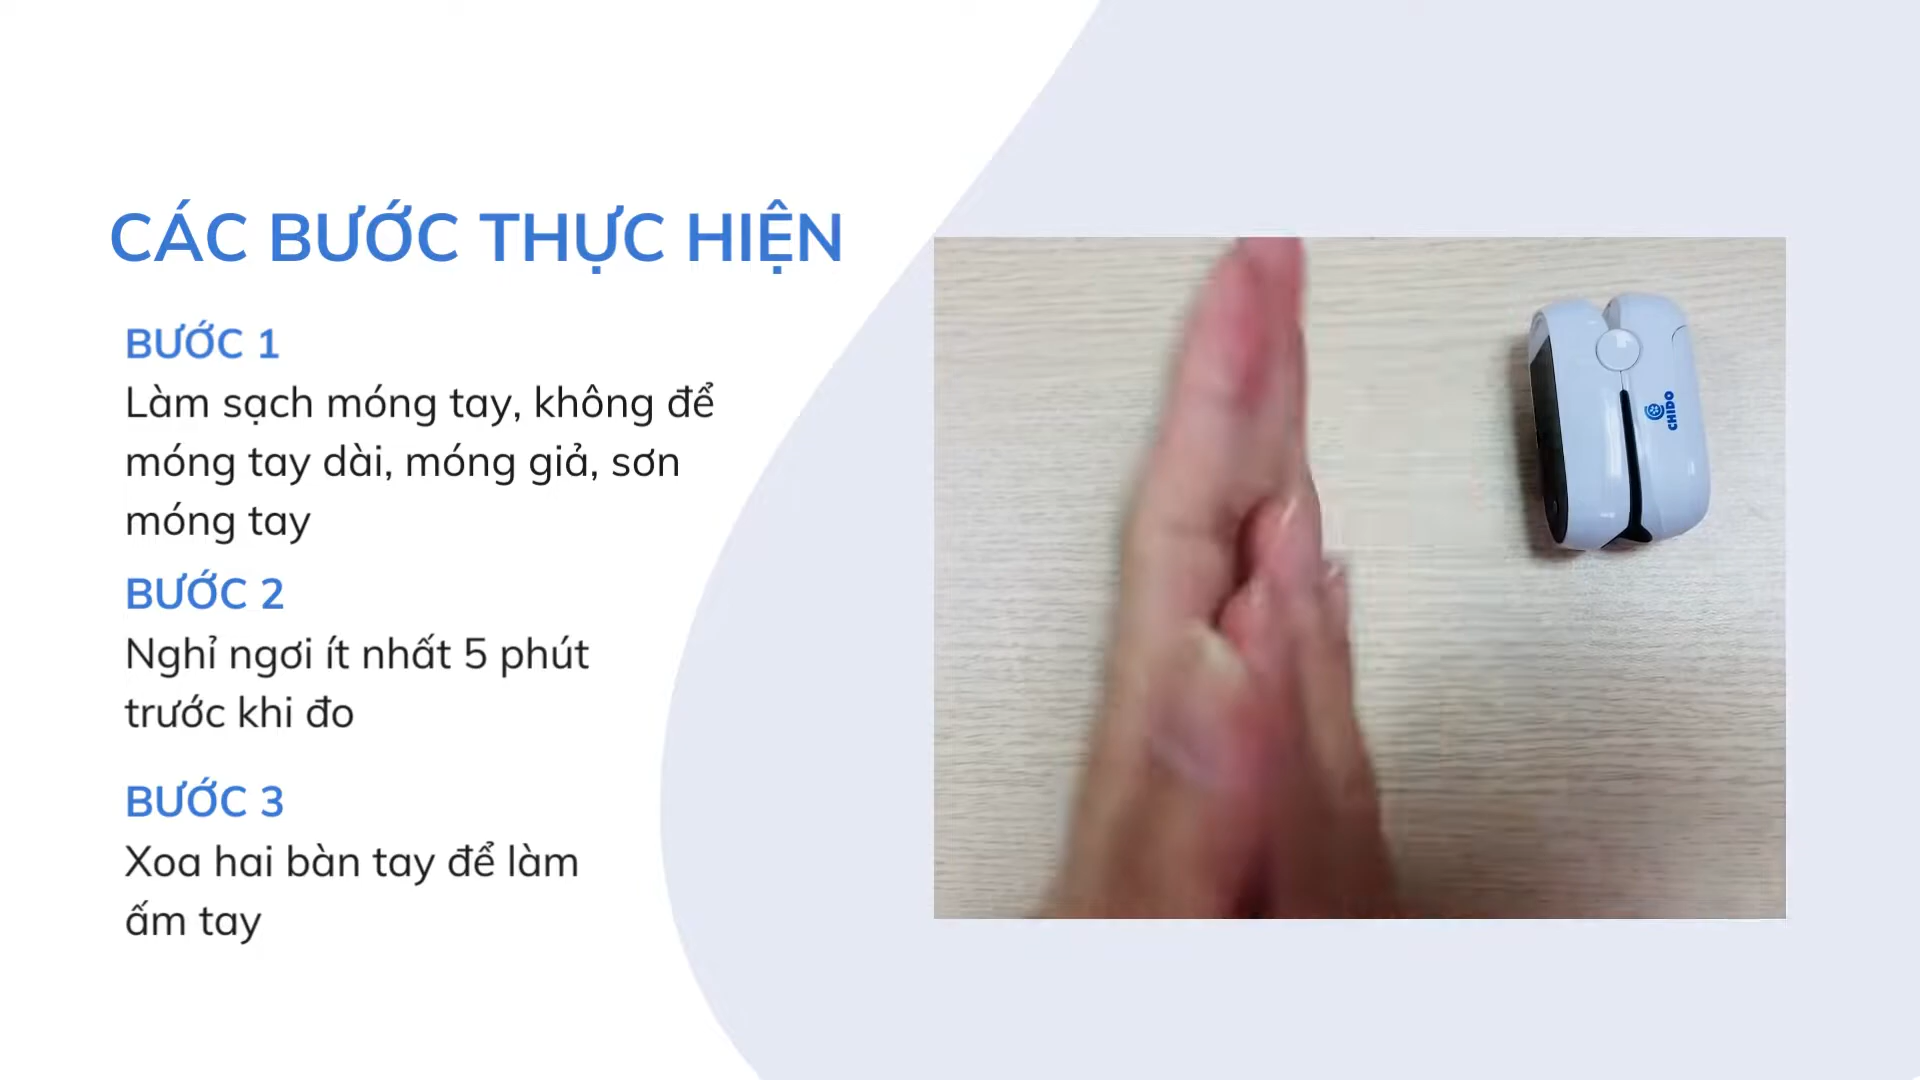 CÁC BƯỚC THỰC HIỆN
BƯỚC 1
Làm sạch móng tay, không để
móng tay dài, móng giả, sơn
móng tay
BƯỚC 2
Nghỉ ngơi ít nhất 5 phút
trước khi đo
BƯỚC 3
Xoa hai bàn tay để làm
ấm tay
CHIDO